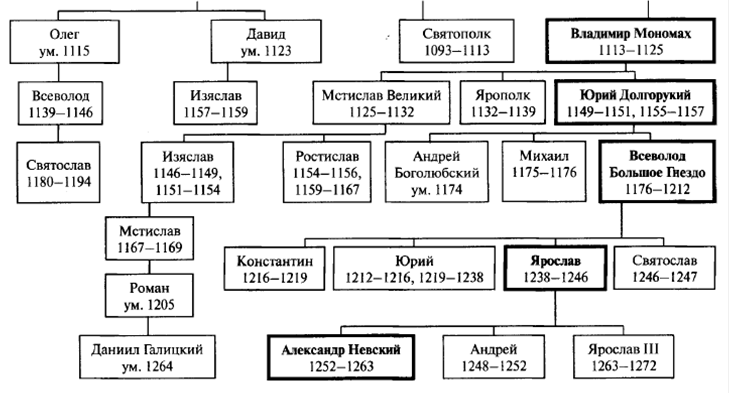 Олег
ум. 1115
Давид
ум. 1123
Святополк
1093—1113
Владимир Мономах
1113—1125
Всеволод
1139—1146
Изяслав
1157—1159
Мстислав Великий
1125—1132
Ярополк
1132—1139
Юрий Долгорукий
1149—1151, 1155—1157
Святослав
1180—1194
Изяслав
1146—1149,
1151—1154
Ростислав
1154—1156,
1159—1167
Андрей
Боголюбский
ум. 1174
Михаил
1175—1176
Всеволод
Большое Гнездо
1176—1212
Мстислав
1167—1169
Константин
1216—1219
Юрий
1212—1216, 1219—1238
Ярослав
1238—1246
Святослав
1246—1247
Роман
ум. 1205
Даниил Галицкий
ум. 1264
Александр Невский
1252—1263
Андрей
1248—1252
Ярослав III
1263—1272